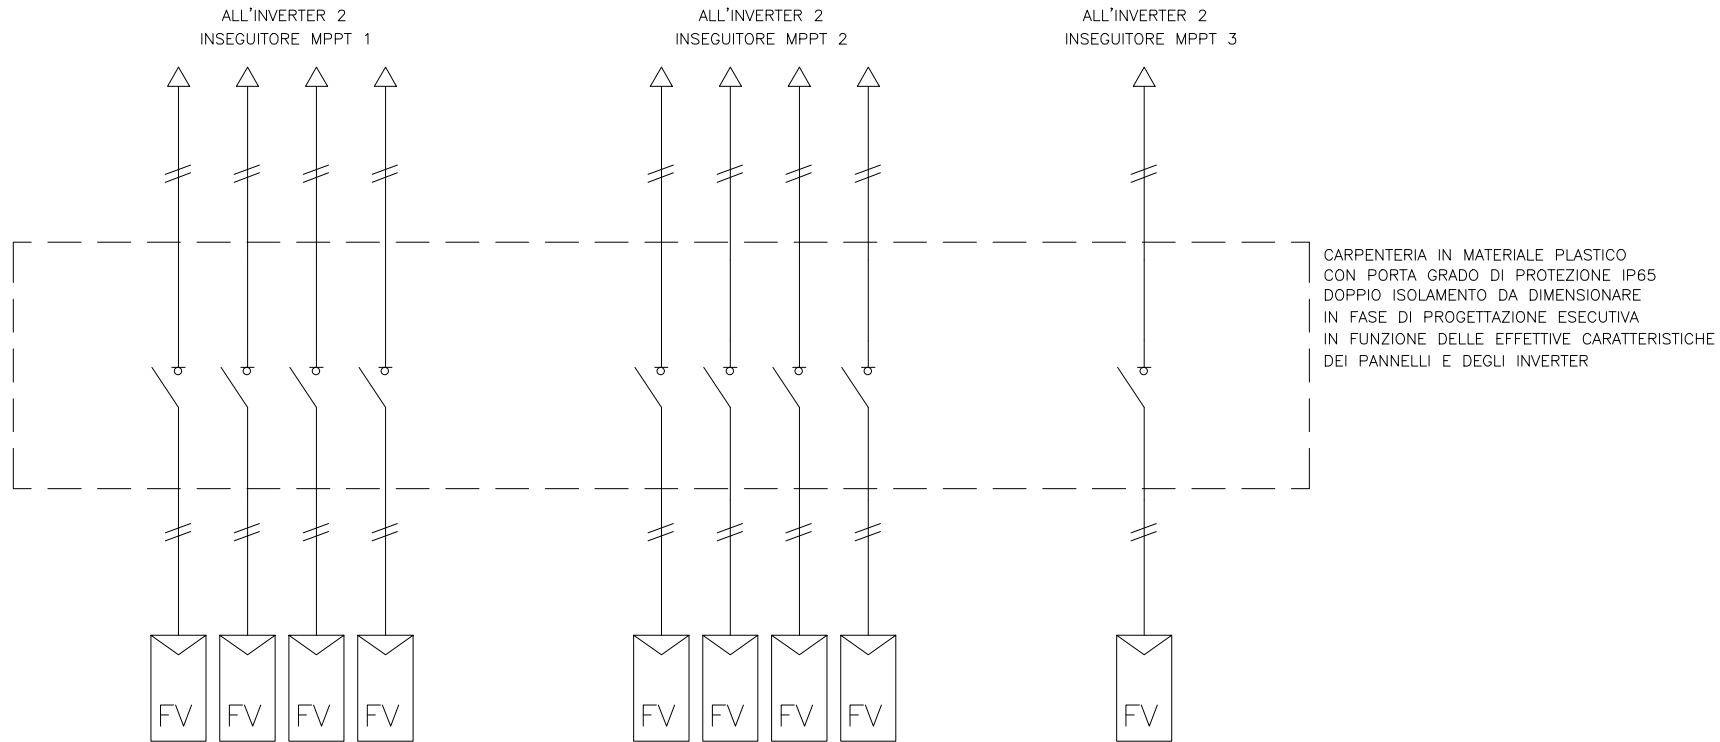 ALL'INVERTER 2
INSEGUITORE MPPT 1
ALL'INVERTER 2
INSEGUITORE MPPT 2
ALL'INVERTER 2
INSEGUITORE MPPT 3
CARPENTERIA IN MATERIALE PLASTICO
CON PORTA GRADO DI PROTEZIONE IP65
DOPPIO ISOLAMENTO DA DIMENSIONARE
IN FASE DI PROGETTAZIONE ESECUTIVA
IN FUNZIONE DELLE EFFETTIVE CARATTERISTICHE
DEI PANNELLI E DEGLI INVERTER
FV FV FV FV FV FV FV FV FV